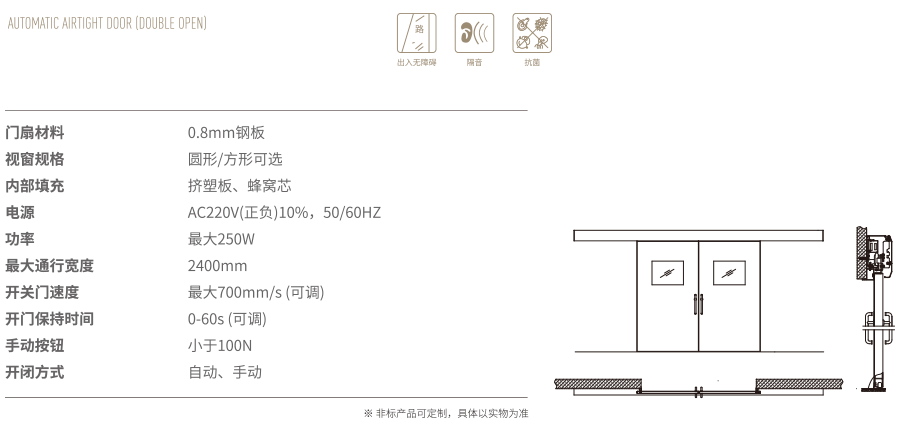 AUTOMATIC AIRTIGHT DOOR (DOUBLE OPEN)
路
出入无障碍 隔音 抗菌
门扇材料 0.8mm钢板
视窗规格 圆形/方形可选
内部填充 挤塑板、蜂窝芯
电源 AC220V(正负)10%，50/60HZ
功率 最大250W
最大通行宽度 2400mm
开关门速度 最大700mm/s (可调)
开门保持时间 0-60s (可调)
手动按钮 小于100N
开闭方式 自动、手动
※ 非标产品可定制，具体以实物为准